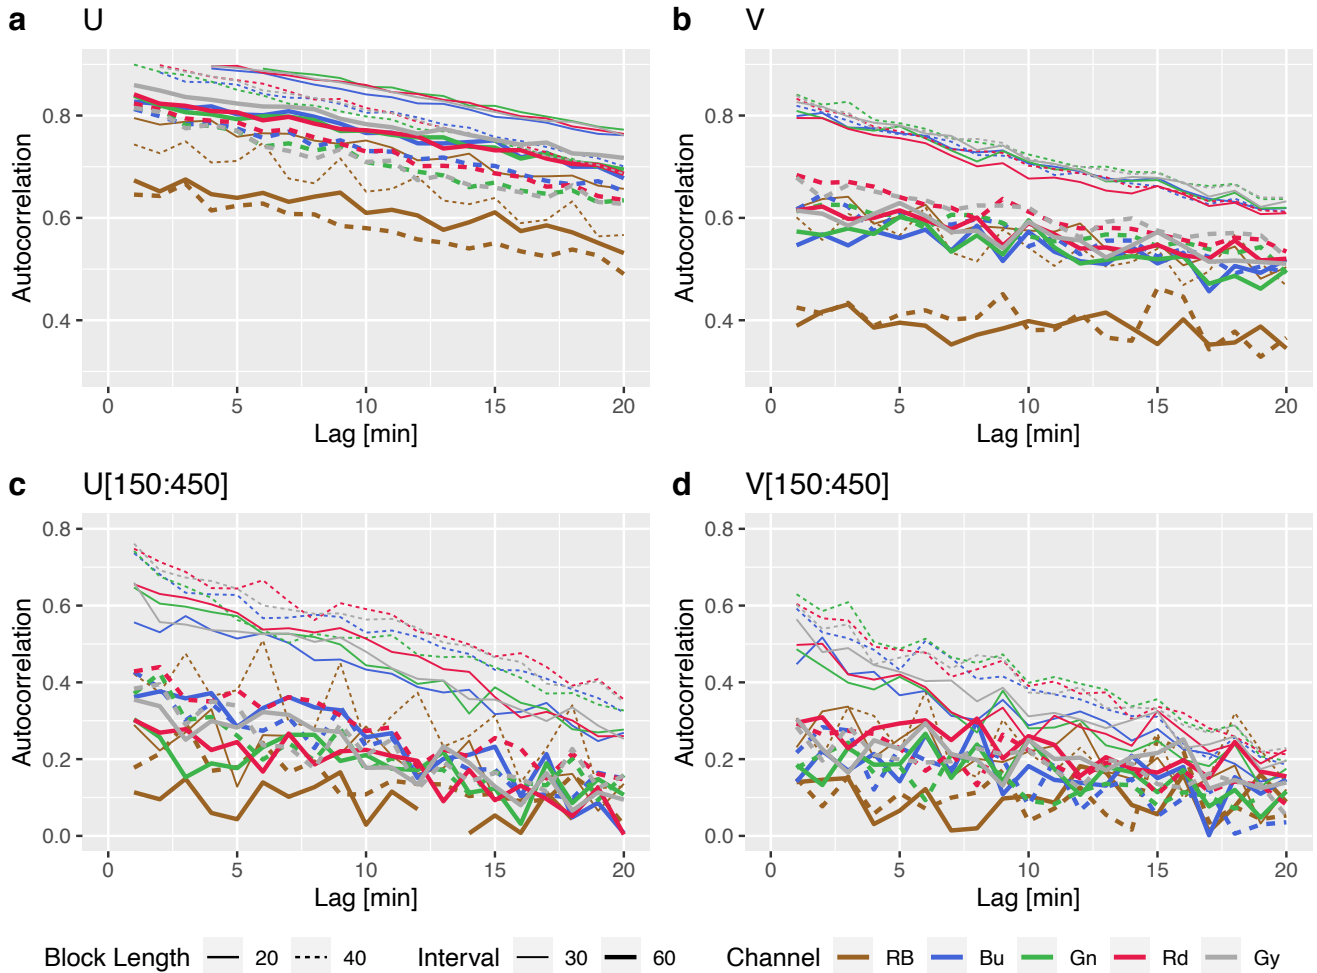 a U
b V
0.8
0.6
0.4
Autocorrelation
0 5 10 15 20
Lag [min]
0.8
0.6
0.4
Autocorrelation
0 5 10 15 20
Lag [min]
c U[150:450]
d V[150:450]
0.8
0.6
0.4
0.2
0.0
Autocorrelation
0 5 10 15 20
Lag [min]
0.8
0.6
0.4
0.2
0.0
Autocorrelation
0 5 10 15 20
Lag [min]
Block Length 20 40 Interval 30 60 Channel RB Bu Gn Rd Gy